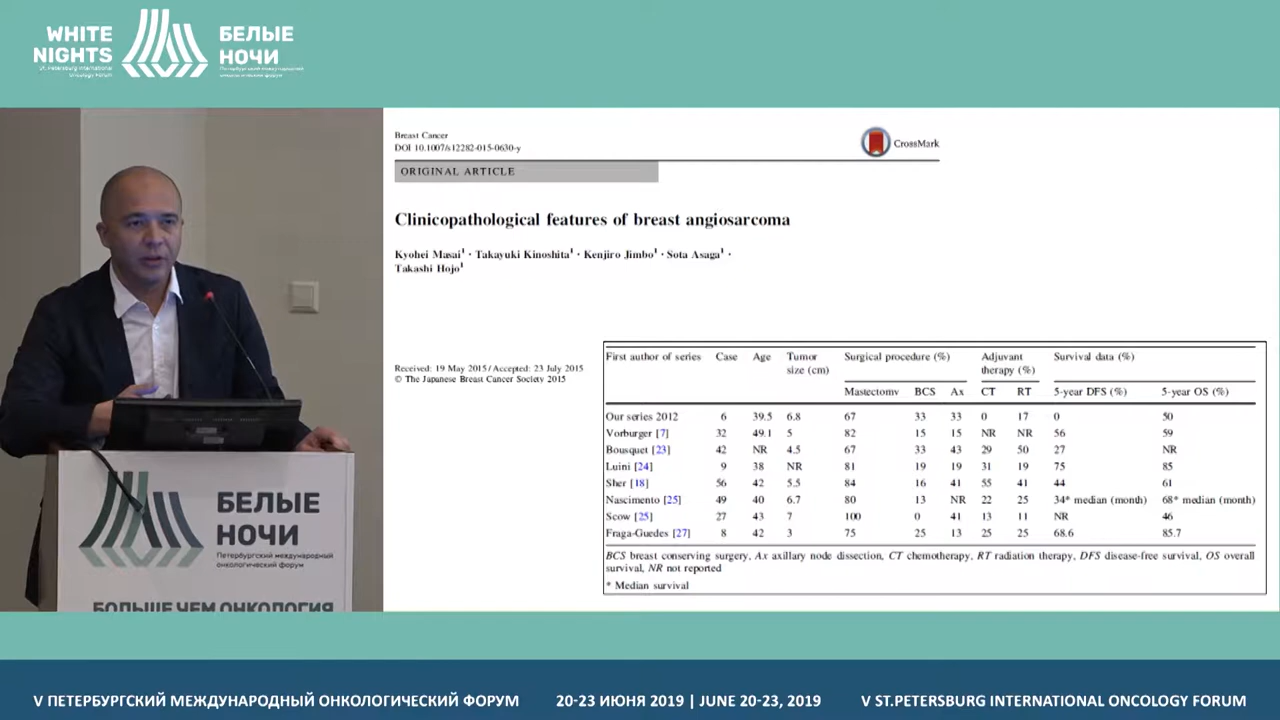 WHITE
NIGHTS
St. Petersburg International
Oncology Forum
БЕЛЫЕ
НОЧИ
Петербургский международный
онкологический форум
Breast Cancer
DOI 10.1007/s12282-015-0630-y
CrossMark
ORIGINAL ARTICLE
Clinicopathological features of breast angiosarcoma
Kyohei Masai¹ · Takayuki Kinoshita¹ · Kenjiro Jimbo¹ · Sota Asaga¹ ·
Takashi Hojo¹
Received: 19 May 2015 / Accepted: 23 July 2015
© The Japanese Breast Cancer Society 2015
First author of series Case Age Tumor size (cm) Surgical procedure (%) Adjuvant therapy (%) Survival data (%)
Mastectomy BCS Ax CT RT 5-year DFS (%) 5-year OS (%)
Our series 2012 6 39.5 6.8 67 33 33 0 17 0 50
Vorburger [7] 32 49.1 5 82 15 15 NR NR 56 59
Bousquet [23] 42 NR 4.5 67 33 43 29 50 27 NR
Luini [24] 9 38 NR 81 19 19 31 19 75 85
Sher [18] 56 42 5.5 84 16 41 55 41 44 61
Nascimento [25] 49 40 6.7 80 13 NR 22 25 34* median (month) 68* median (month)
Scow [25] 27 43 7 100 0 41 13 11 NR 46
Fraga-Guedes [27] 8 42 3 75 25 13 25 25 68.6 85.7
BCS breast conserving surgery, Ax axillary node dissection, CT chemotherapy, RT radiation therapy, DFS disease-free survival, OS overall
survival, NR not reported
* Median survival
БЕЛЫЕ
НОЧИ
Петербургский международный
онкологический форум
БОЛЬШЕ ЧЕМ ОНКОЛОГИЯ
V ПЕТЕРБУРГСКИЙ МЕЖДУНАРОДНЫЙ ОНКОЛОГИЧЕСКИЙ ФОРУМ 20-23 ИЮНЯ 2019 | JUNE 20-23, 2019 V ST.PETERSBURG INTERNATIONAL ONCOLOGY FORUM